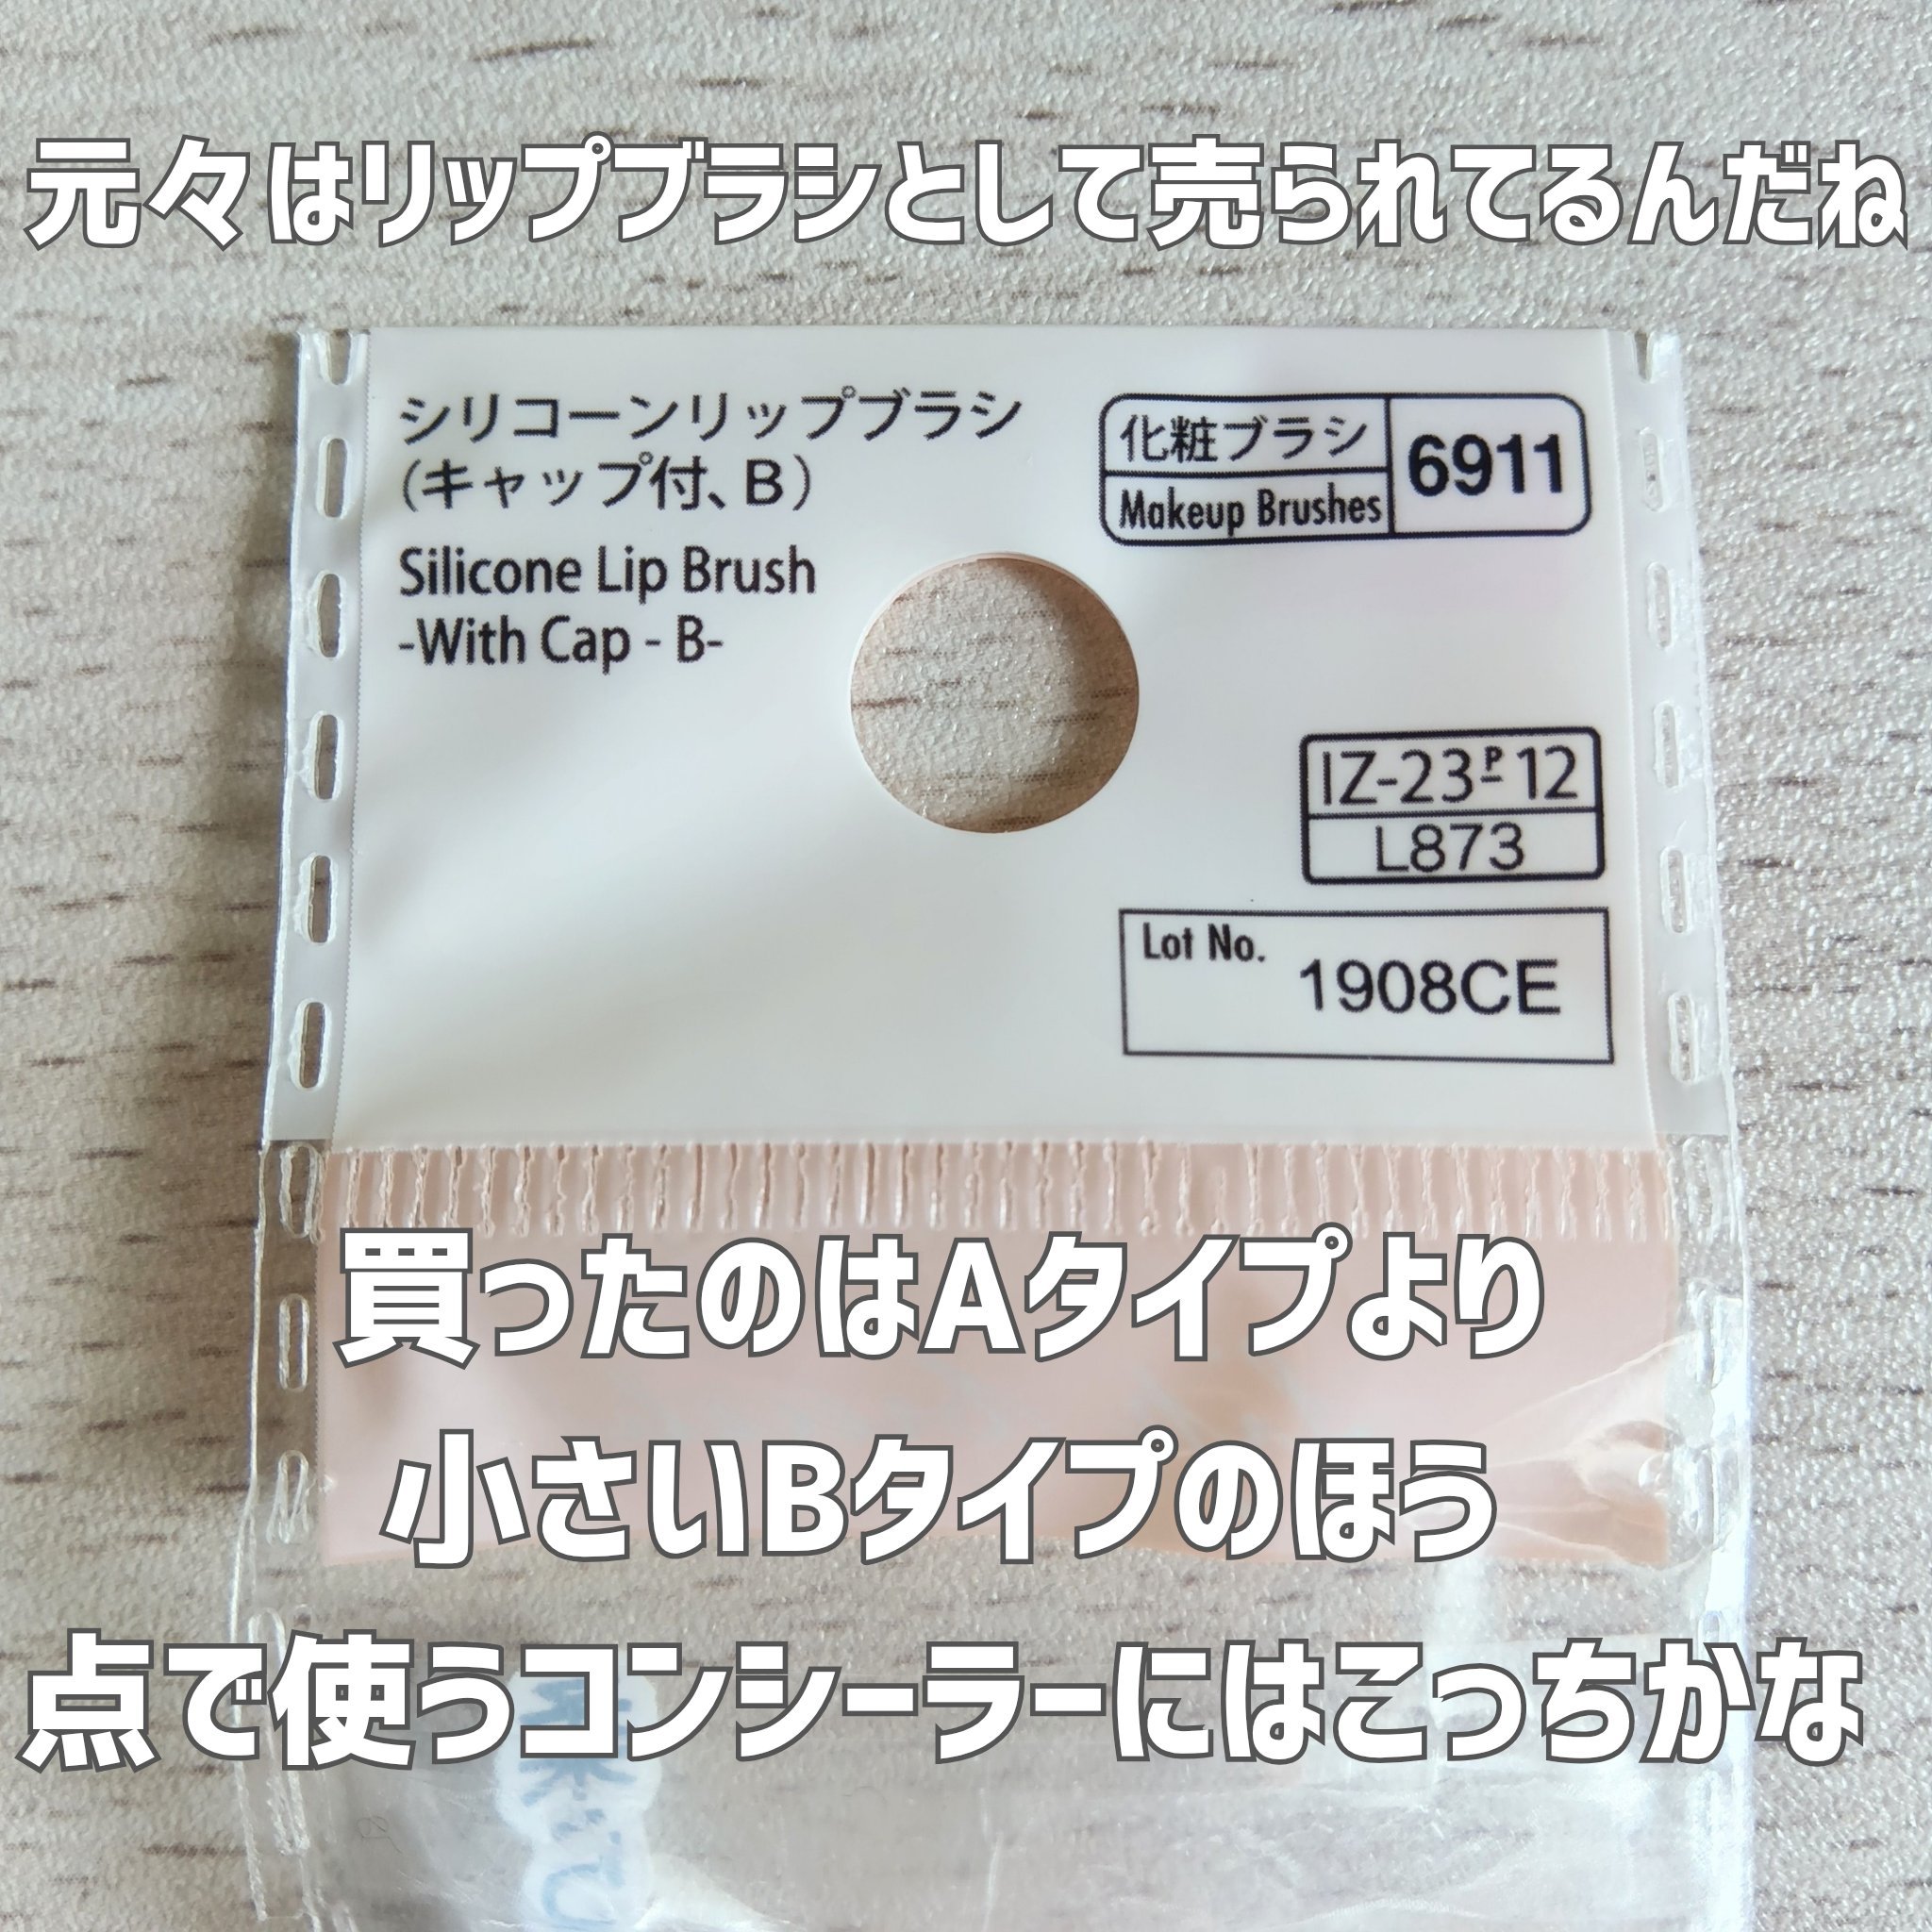 元々はリップブラシとして売られてるんだね
シリコーンリップブラシ
（キャップ付、B）
Silicone Lip Brush
-With Cap - B-
化粧ブラシ
Makeup Brushes
6911
IZ-23P-12
L873
Lot No. 1908CE
買ったのはAタイプより
小さいBタイプのほう
点で使うコンシーラーにはこっちかな